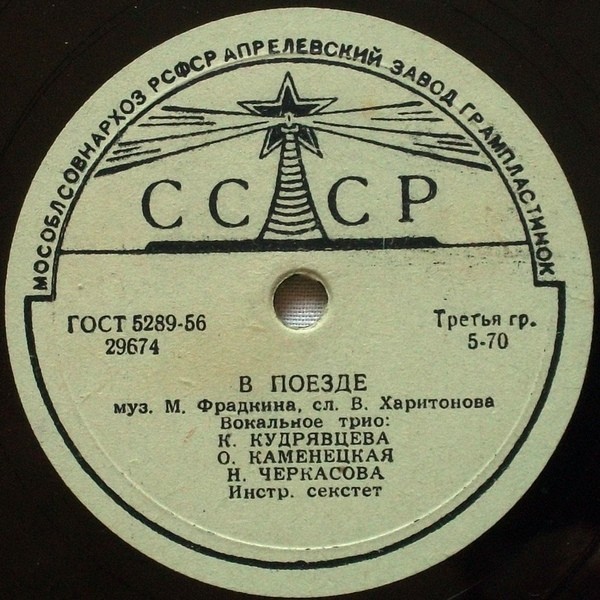 МОСОБЛСОВНАРХОЗ РСФСР АПРЕЛЕВСКИЙ ЗАВОД ГРАМПЛАСТИНОК
СССР
ГОСТ 5289-56
29674
Третья гр.
5-70
В ПОЕЗДЕ
муз. М. Фрадкина, сл. В. Харитонова
Вокальное трио:
К. КУДРЯВЦЕВА
О. КАМЕНЕЦКАЯ
Н. ЧЕРКАСОВА
Инстр. секстет